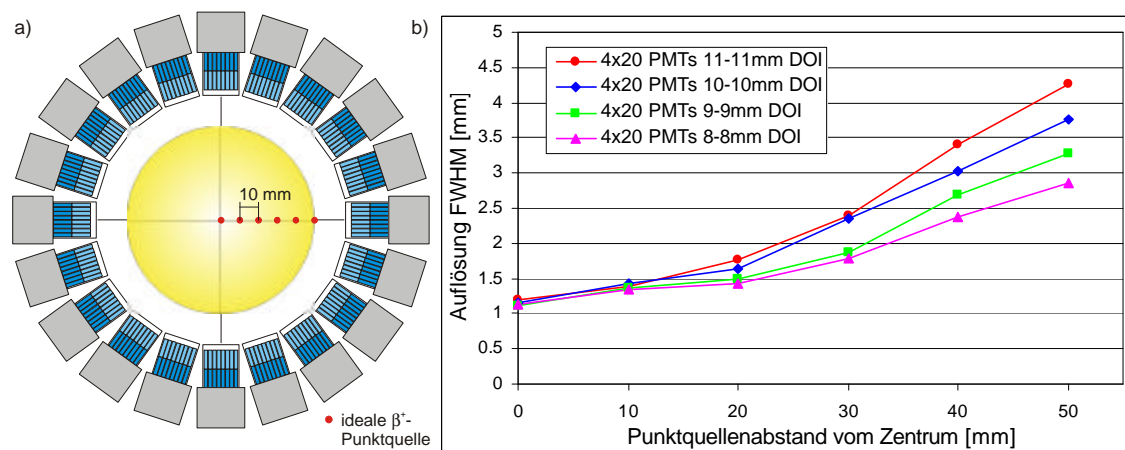 a)
10 mm
ideale β⁺-
Punktquelle
b)
Auflösung FWHM [mm]
5
4.5
4
3.5
3
2.5
2
1.5
1
0.5
0
4x20 PMTs 11-11mm DOI
4x20 PMTs 10-10mm DOI
4x20 PMTs 9-9mm DOI
4x20 PMTs 8-8mm DOI
0 10 20 30 40 50
Punktquellenabstand vom Zentrum [mm]